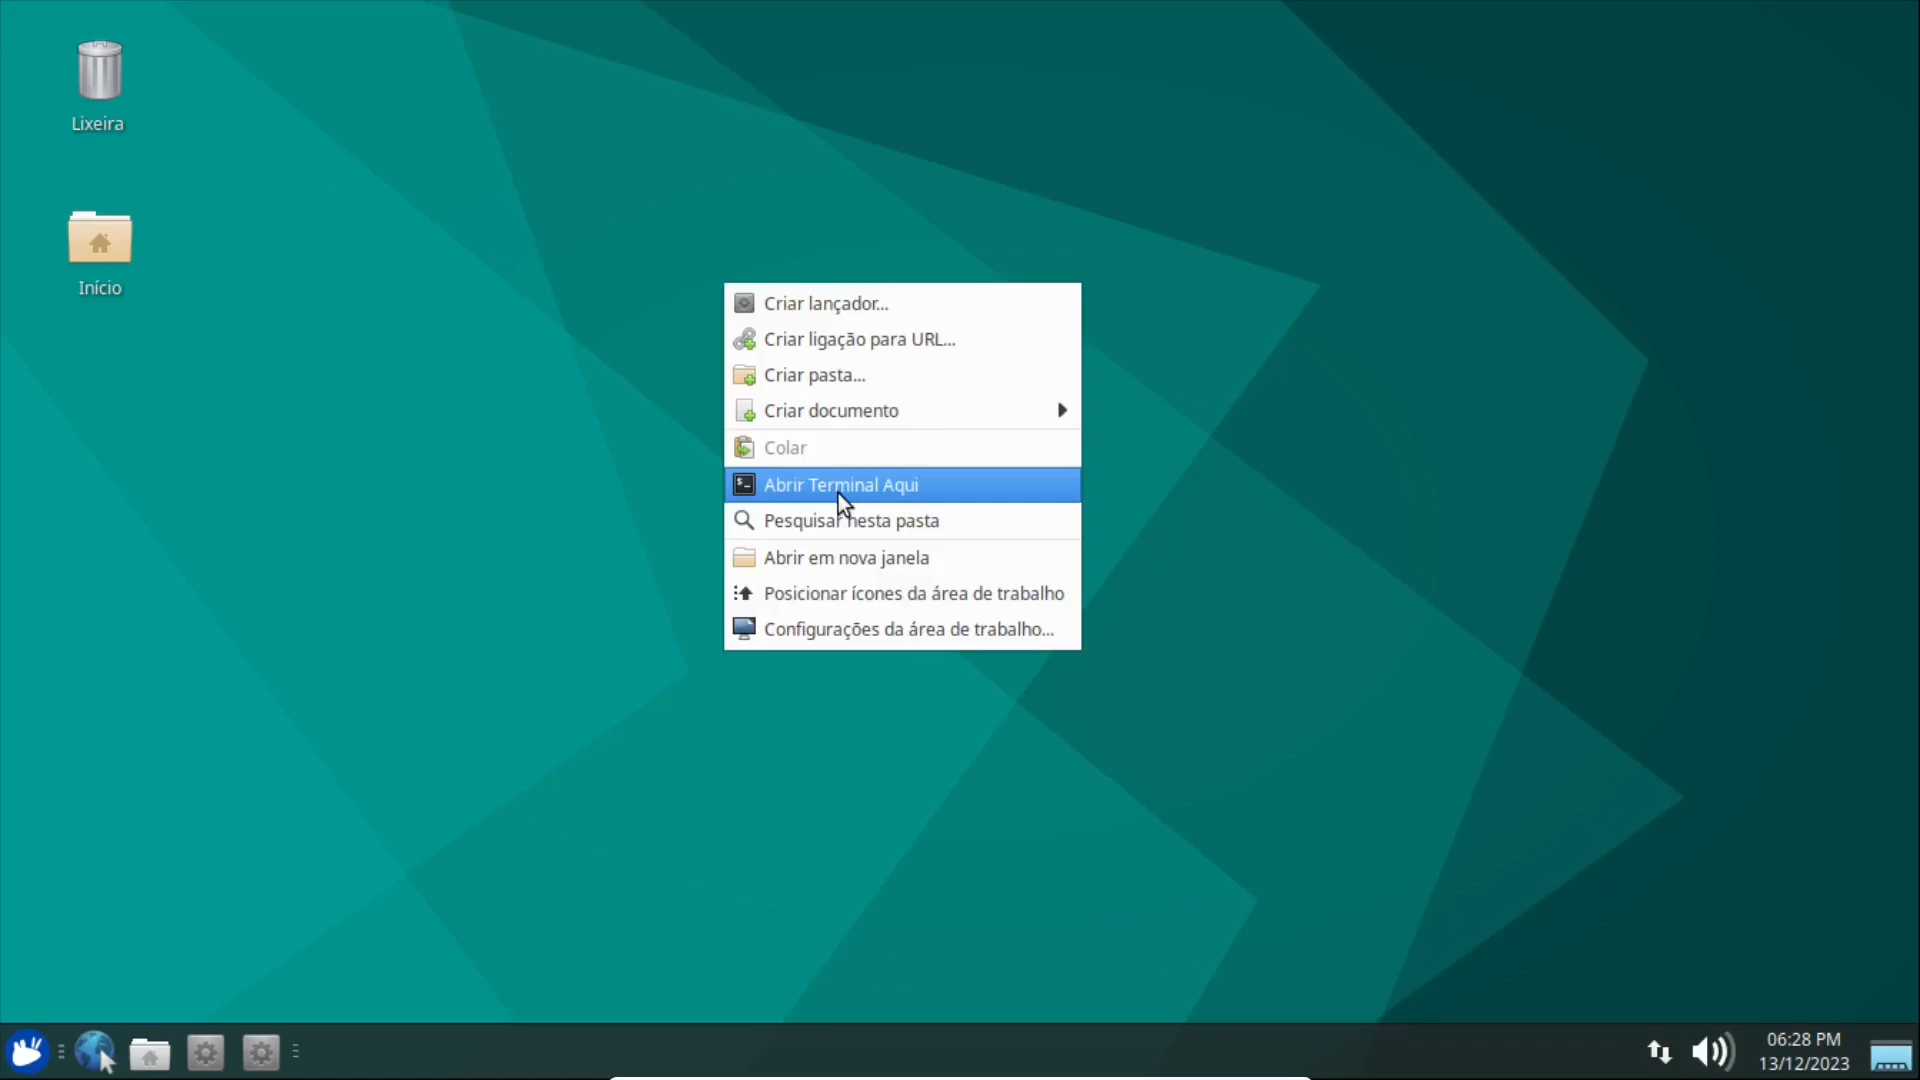 Lixeira
Início
Criar lançador...
Criar ligação para URL...
Criar pasta...
Criar documento
Colar
Abrir Terminal Aqui
Pesquisar nesta pasta
Abrir em nova janela
Posicionar ícones da área de trabalho
Configurações da área de trabalho...
06:28 PM
13/12/2023